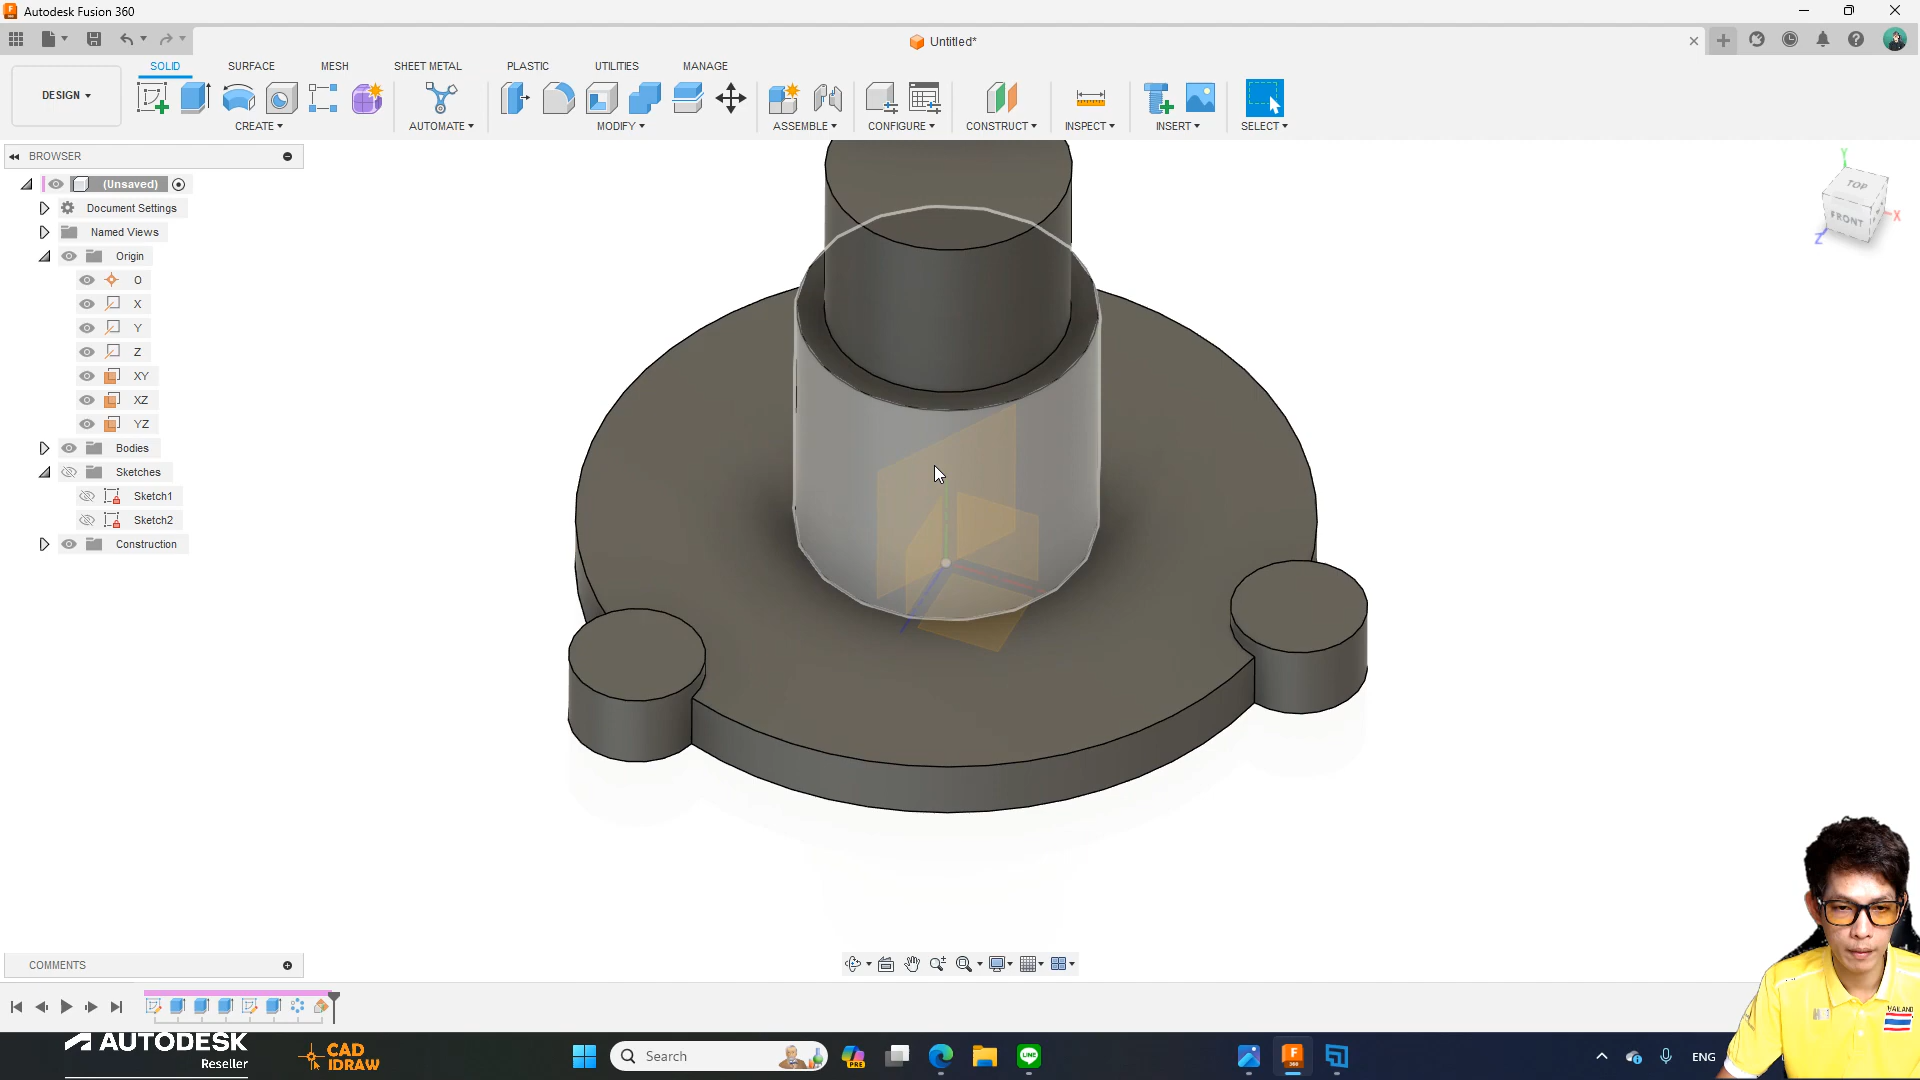 Autodesk Fusion 360
Untitled*
DESIGN
SOLID
SURFACE
MESH
SHEET METAL
PLASTIC
UTILITIES
MANAGE
CREATE
AUTOMATE
MODIFY
ASSEMBLE
CONFIGURE
CONSTRUCT
INSPECT
INSERT
SELECT
BROWSER
(Unsaved)
Document Settings
Named Views
Origin
O
X
Y
Z
XY
XZ
YZ
Bodies
Sketches
Sketch1
Sketch2
Construction
Y
TOP
FRONT
X
Z
COMMENTS
AUTODESK
Reseller
CAD
IDRAW
Search
PRE
ENG